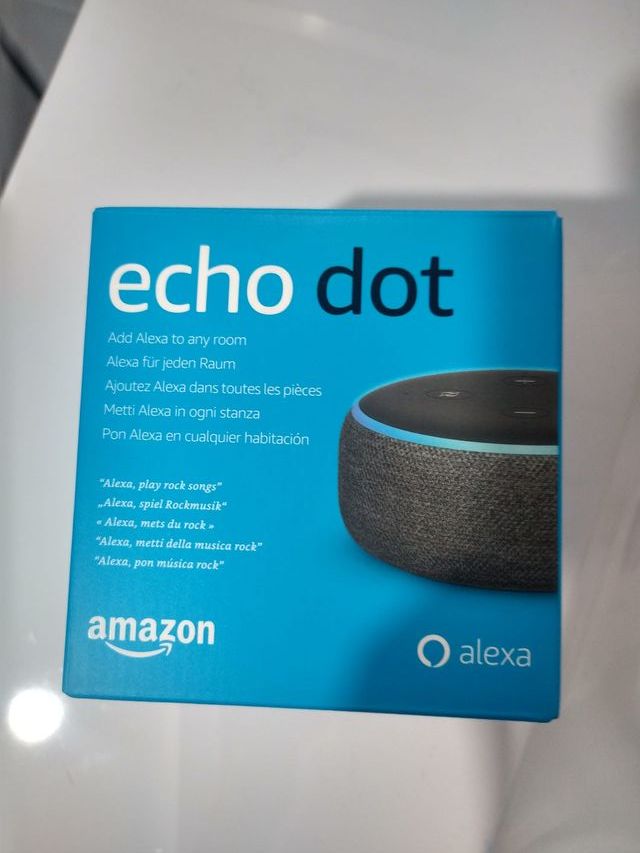 echo dot
Add Alexa to any room
Alexa für jeden Raum
Ajoutez Alexa dans toutes les pièces
Metti Alexa in ogni stanza
Pon Alexa en cualquier habitación
"Alexa, play rock songs"
„Alexa, spiel Rockmusik“
« Alexa, mets du rock »
"Alexa, metti della musica rock"
"Alexa, pon música rock"
amazon
alexa